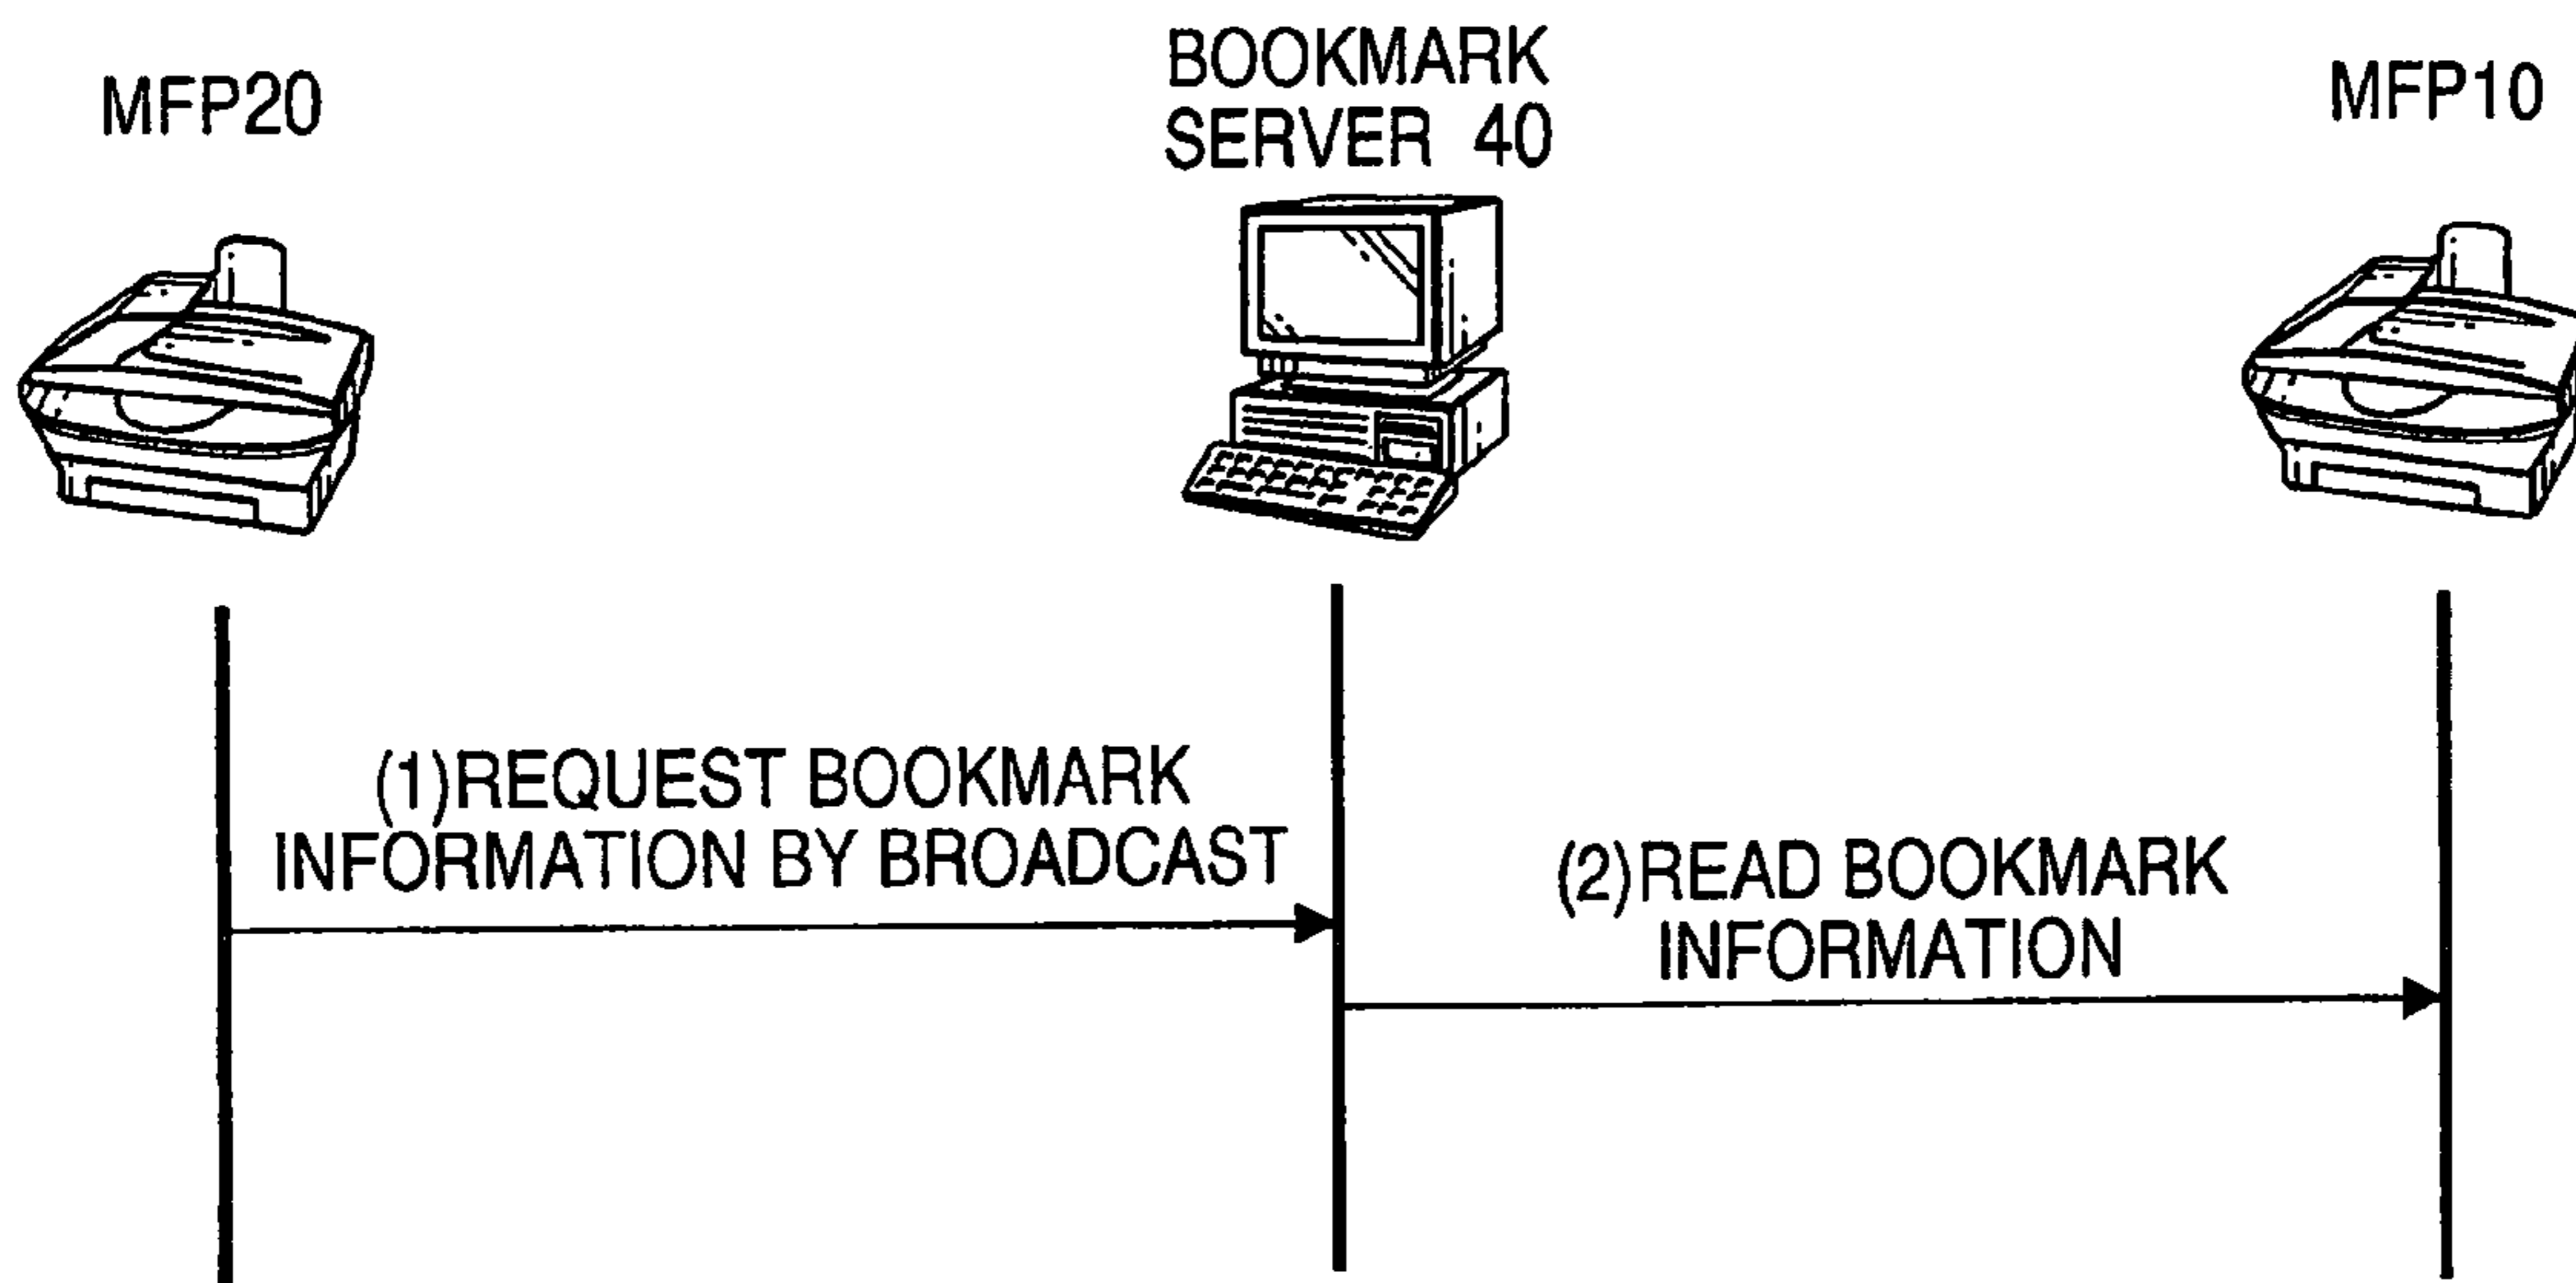 MFP20
BOOKMARK
SERVER 40
MFP10
(1)REQUEST BOOKMARK
INFORMATION BY BROADCAST
(2)READ BOOKMARK
INFORMATION